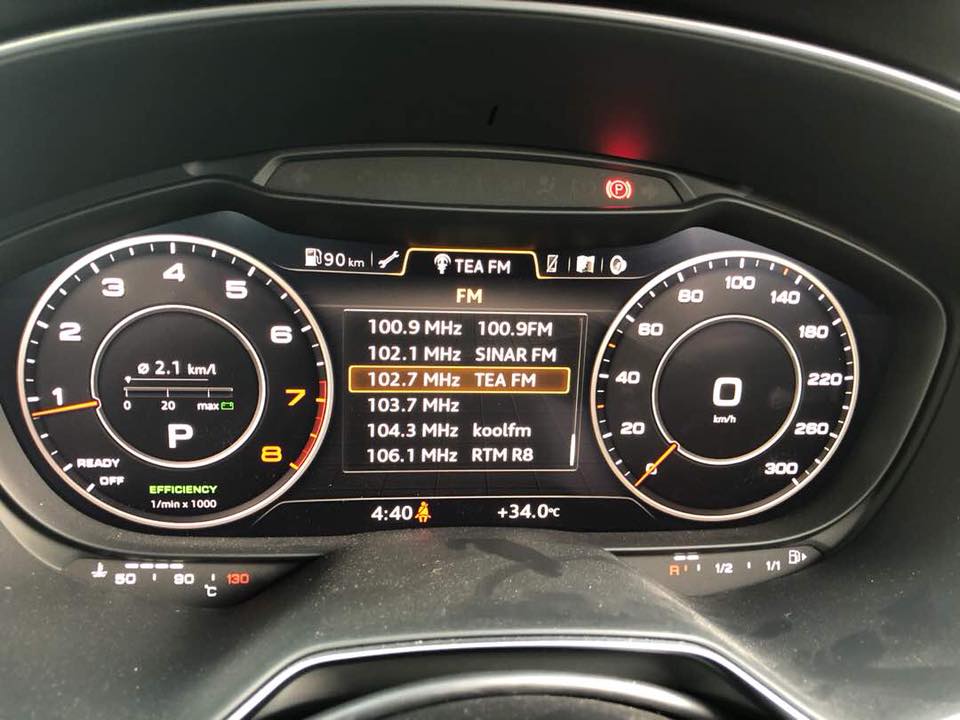 P
90 km
TEA FM
FM
100.9 MHz 100.9FM
102.1 MHz SINAR FM
102.7 MHz TEA FM
103.7 MHz
104.3 MHz koolfm
106.1 MHz RTM R8
4:40 +34.0°C
1 2 3 4 5 6 7 8
ø 2.1 km/l
0 20 max
P
READY
OFF
EFFICIENCY
1/min x 1000
0 20 40 60 80 100 140 180 220 260 300
0
km/h
50 90 130
°C
R 1/2 1/1